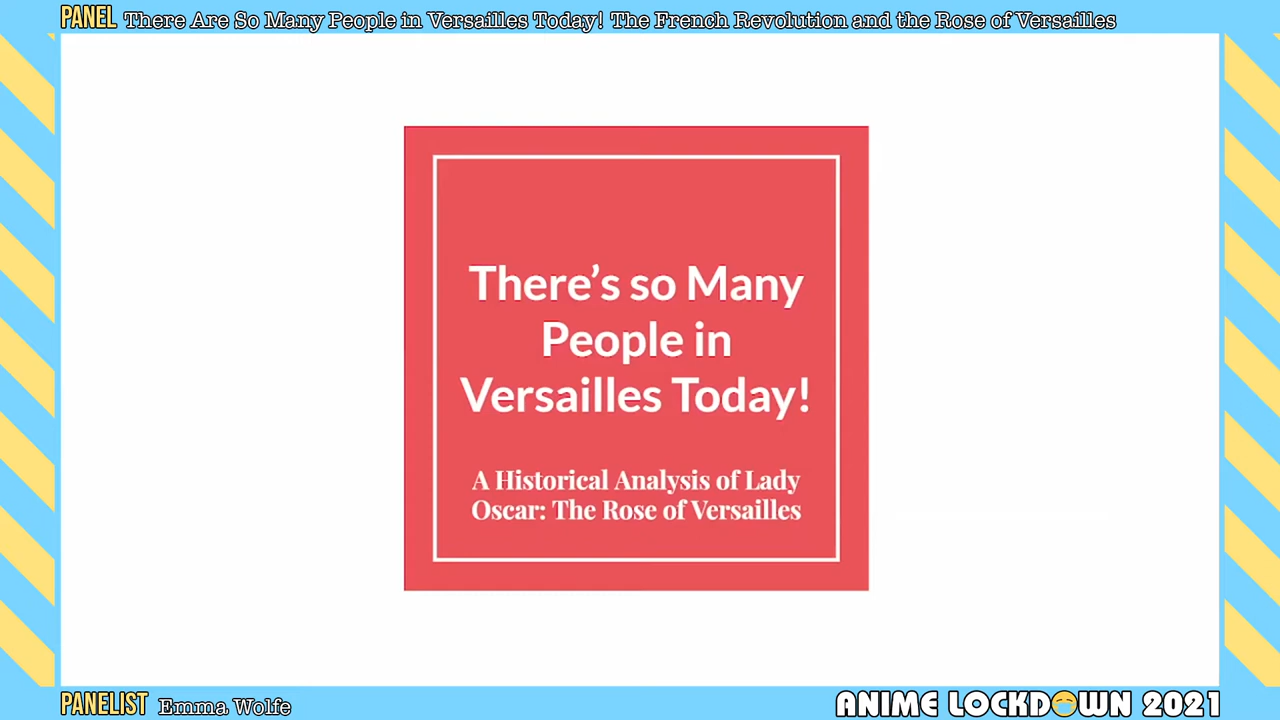 PANEL There Are So Many People in Versailles Today! The French Revolution and the Rose of Versailles
There's so Many
People in
Versailles Today!
A Historical Analysis of Lady
Oscar: The Rose of Versailles
PANELIST Emma Wolfe
ANIME LOCKDOWN 2021